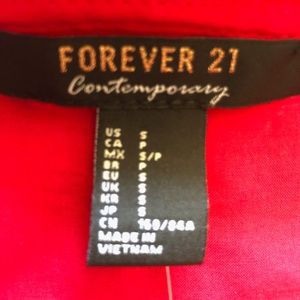 FOREVER 21
Contemporary
US S
CA P
MX S/P
BR P
EU S
UK S
KR S
JP S
CN 160/84A
MADE IN
VIETNAM